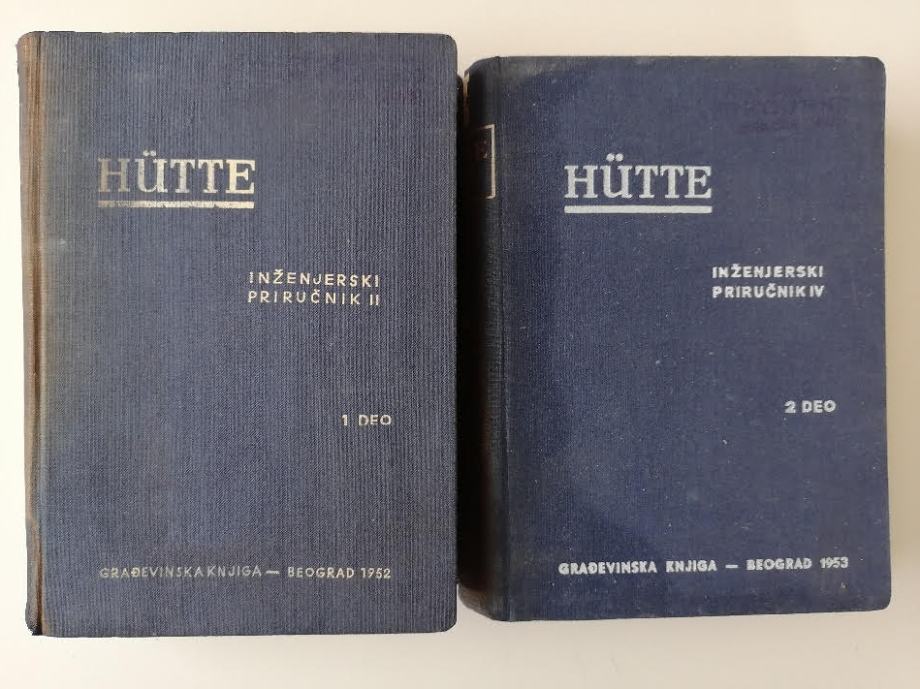 HÜTTE
INŽENJERSKI
PRIRUČNIK II
1 DEO
GRAĐEVINSKA KNJIGA — BEOGRAD 1952
HÜTTE
INŽENJERSKI
PRIRUČNIK IV
2 DEO
GRAĐEVINSKA KNJIGA — BEOGRAD 1953